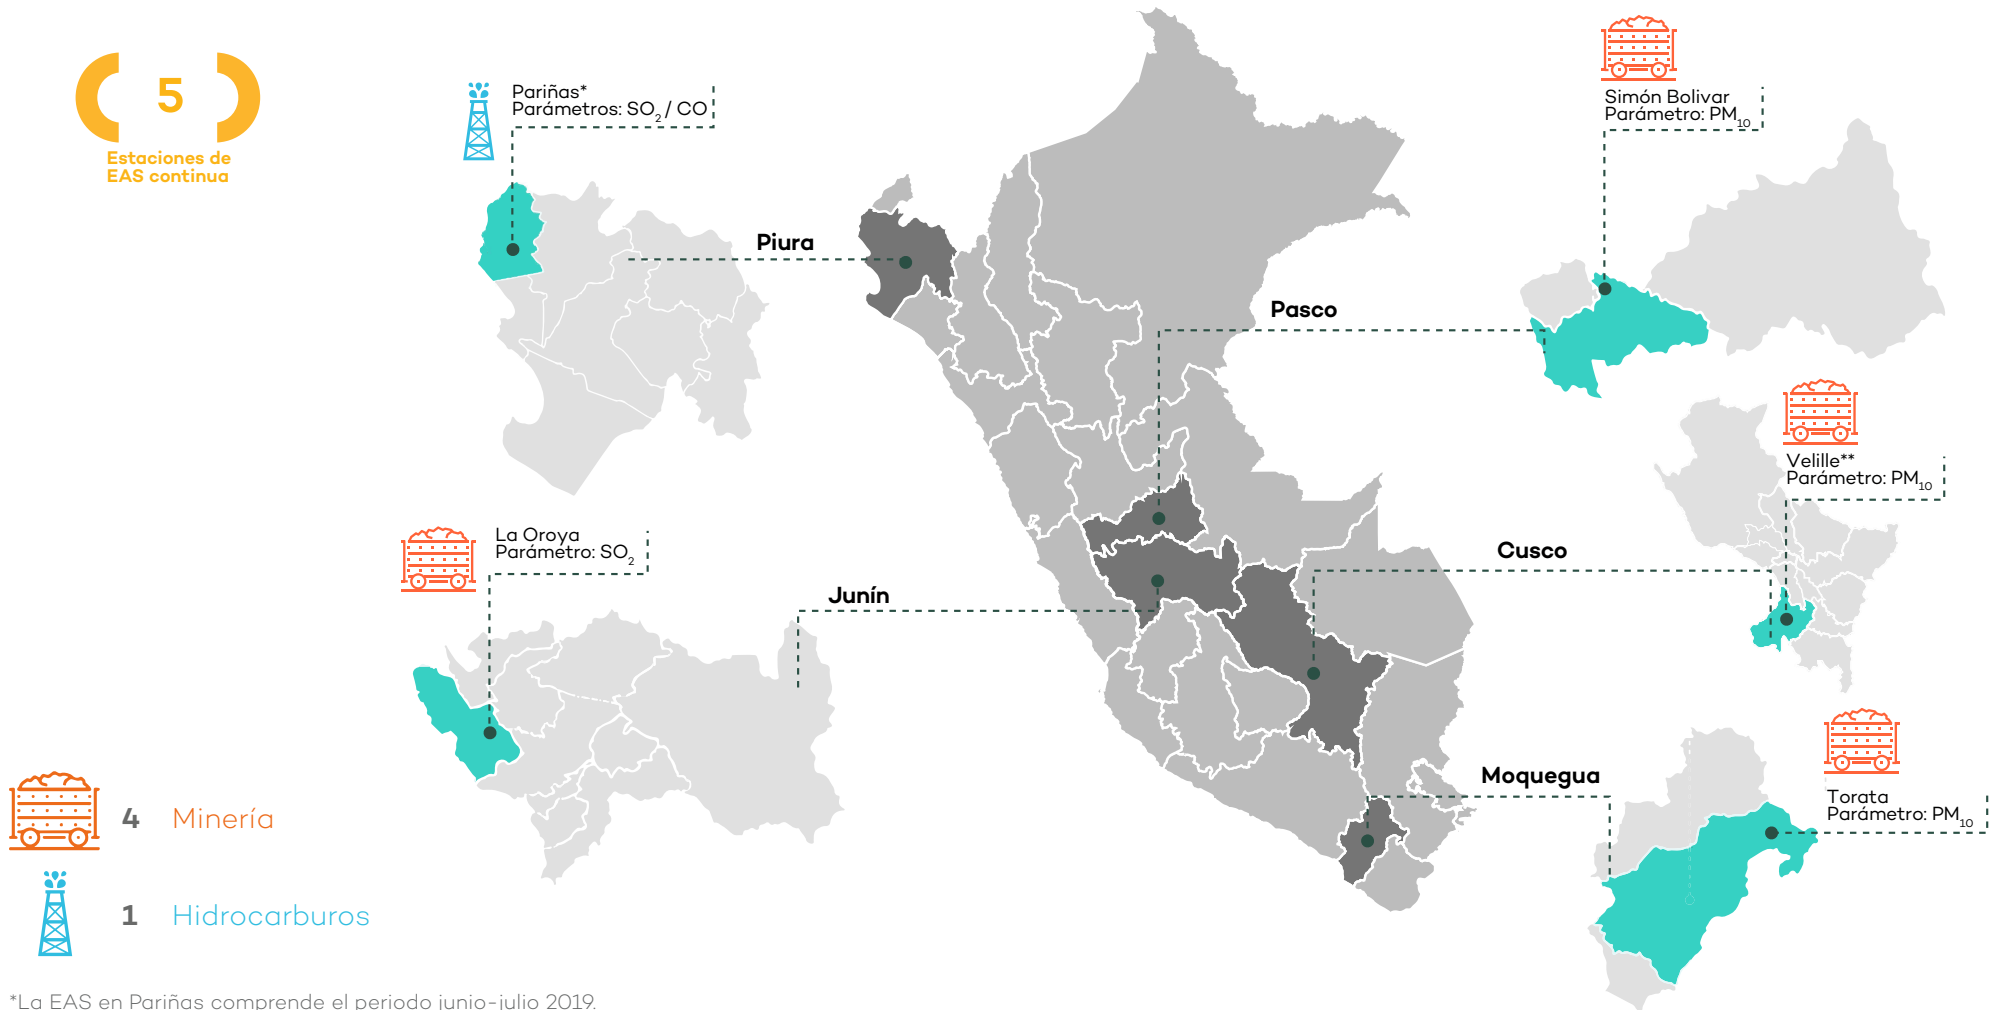 5
Estaciones de
EAS continua
Pariñas*
Parámetros: SO₂ / CO
Piura
Simón Bolivar
Parámetro: PM₁₀
Pasco
Velille**
Parámetro: PM₁₀
Cusco
La Oroya
Parámetro: SO₂
Junín
Moquegua
Torata
Parámetro: PM₁₀
4 Minería
1 Hidrocarburos
*La EAS en Pariñas comprende el periodo junio-julio 2019.